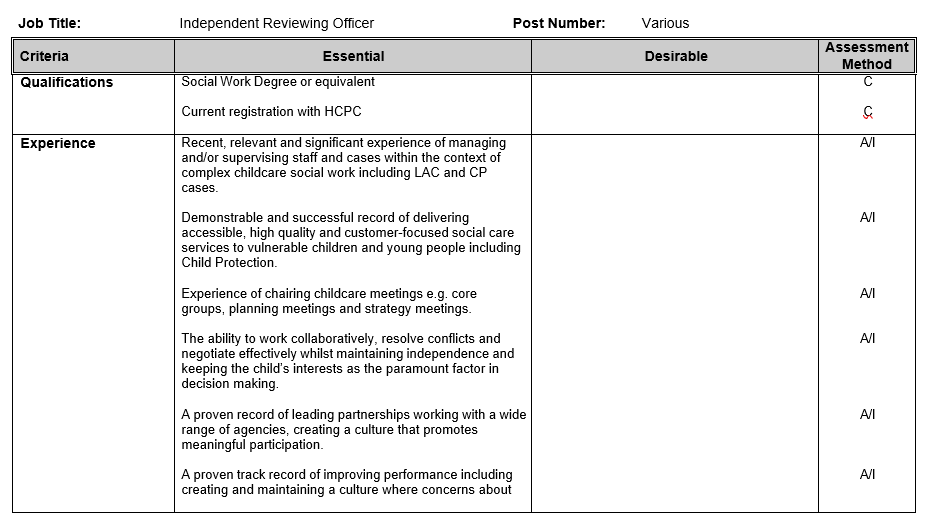 Job Title: Independent Reviewing Officer Post Number: Various
Criteria Essential Desirable Assessment Method
Qualifications Social Work Degree or equivalent C
Current registration with HCPC C
Experience Recent, relevant and significant experience of managing A/I
and/or supervising staff and cases within the context of
complex childcare social work including LAC and CP
cases.
Demonstrable and successful record of delivering A/I
accessible, high quality and customer-focused social care
services to vulnerable children and young people including
Child Protection.
Experience of chairing childcare meetings e.g. core A/I
groups, planning meetings and strategy meetings.
The ability to work collaboratively, resolve conflicts and A/I
negotiate effectively whilst maintaining independence and
keeping the child's interests as the paramount factor in
decision making.
A proven record of leading partnerships working with a wide A/I
range of agencies, creating a culture that promotes
meaningful participation.
A proven track record of improving performance including A/I
creating and maintaining a culture where concerns about